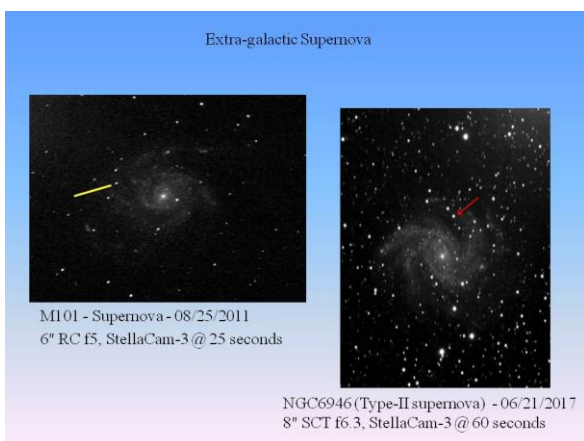 Extra-galactic Supernova
M101 - Supernova - 08/25/2011
6" RC f5, StellaCam-3 @ 25 seconds
NGC6946 (Type-II supernova) - 06/21/2017
8" SCT f6.3, StellaCam-3 @ 60 seconds